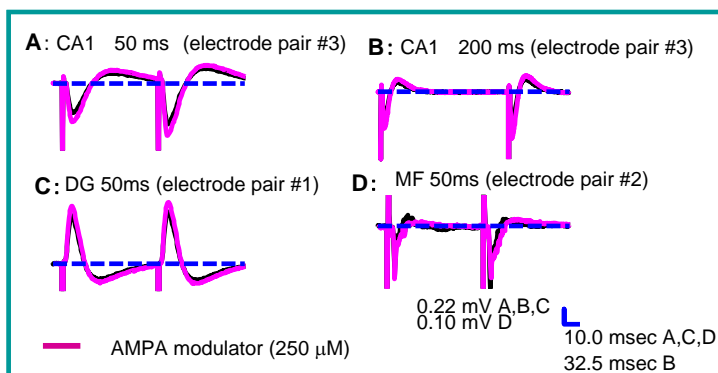 A: CA1 50 ms (electrode pair #3)
B: CA1 200 ms (electrode pair #3)
C: DG 50ms (electrode pair #1)
D: MF 50ms (electrode pair #2)
0.22 mV A,B,C
0.10 mV D
10.0 msec A,C,D
32.5 msec B
AMPA modulator (250 μM)